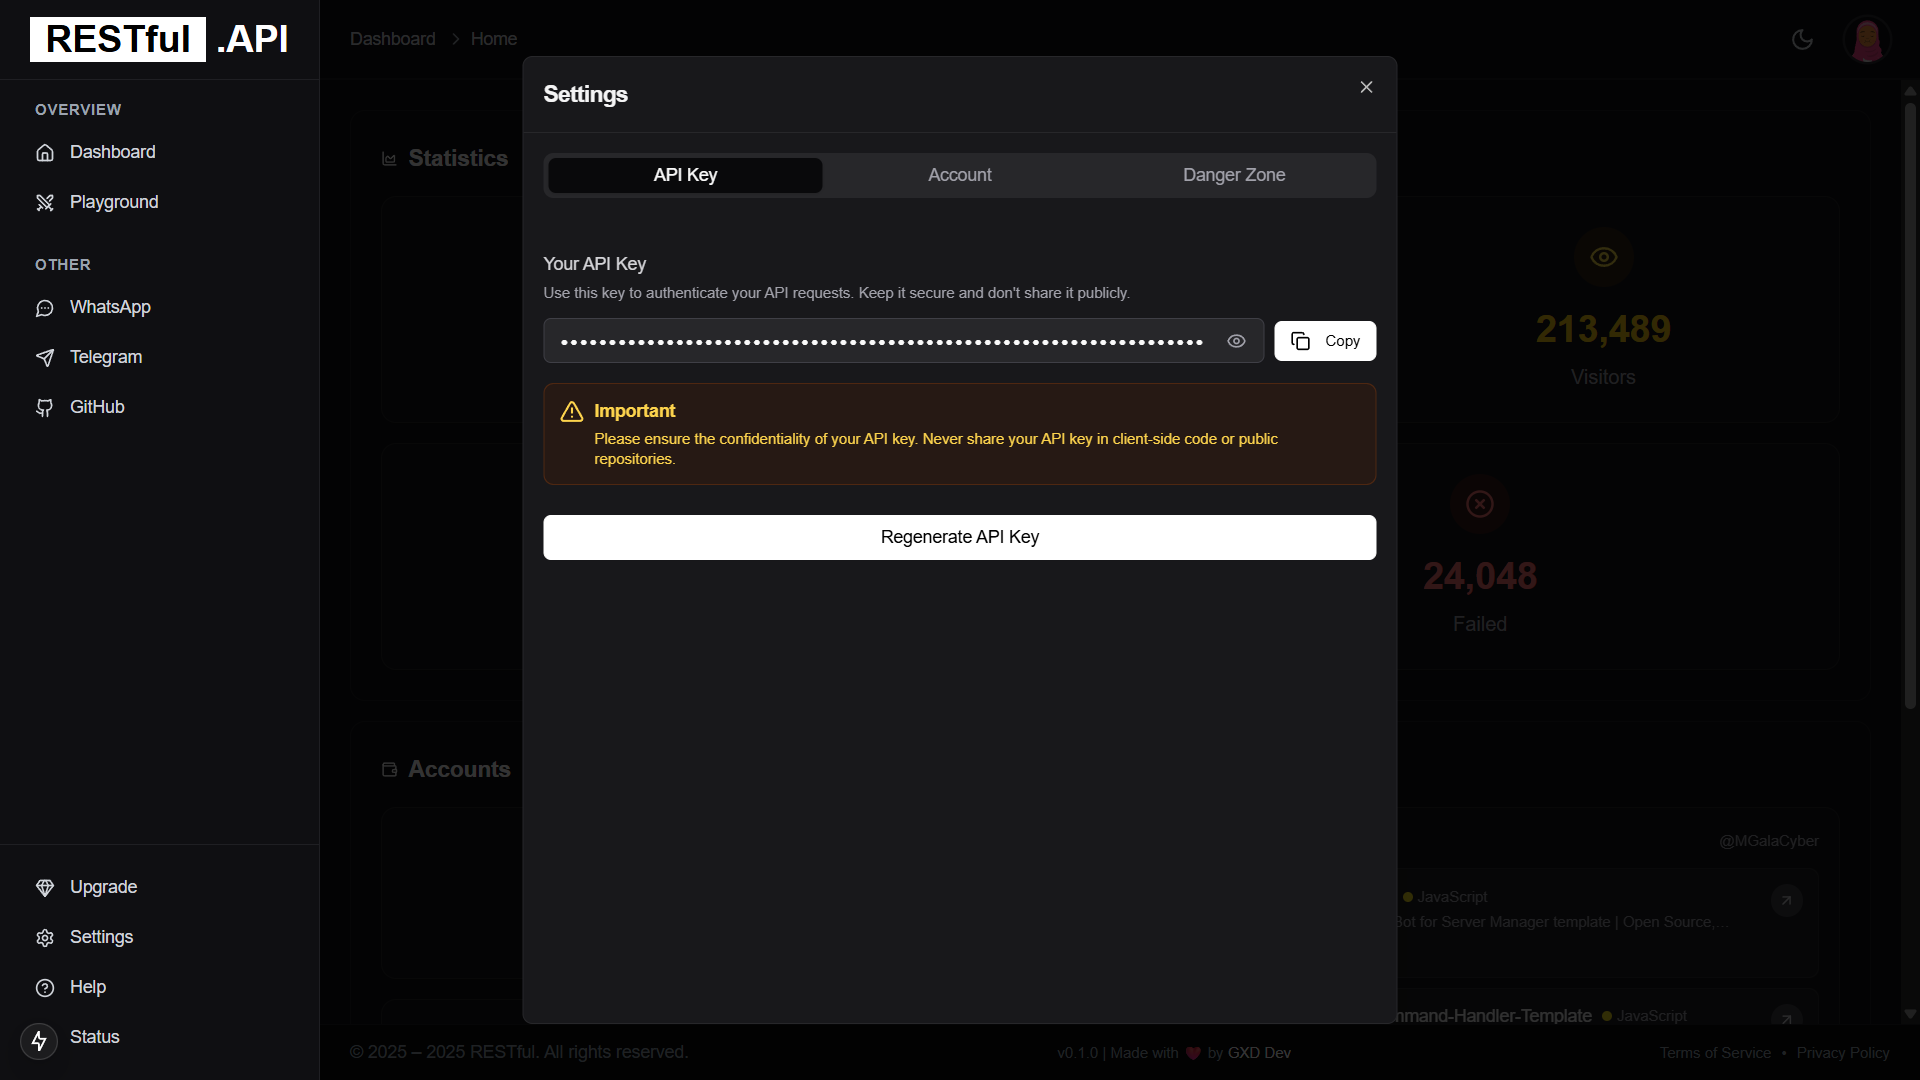 RESTful .API
OVERVIEW
Dashboard
Playground
OTHER
WhatsApp
Telegram
GitHub
Upgrade
Settings
Help
Status
Dashboard > Home
Statistics
213,489
Visitors
24,048
Failed
Accounts
@MGalaCyber
JavaScript
Bot for Server Manager template | Open Source,...
mmand-Handler-Template JavaScript
Settings
API Key Account Danger Zone
Your API Key
Use this key to authenticate your API requests. Keep it secure and don't share it publicly.
Copy
Important
Please ensure the confidentiality of your API key. Never share your API key in client-side code or public
repositories.
Regenerate API Key
© 2025 – 2025 RESTful. All rights reserved.
v0.1.0 | Made with ❤ by GXD Dev
Terms of Service • Privacy Policy